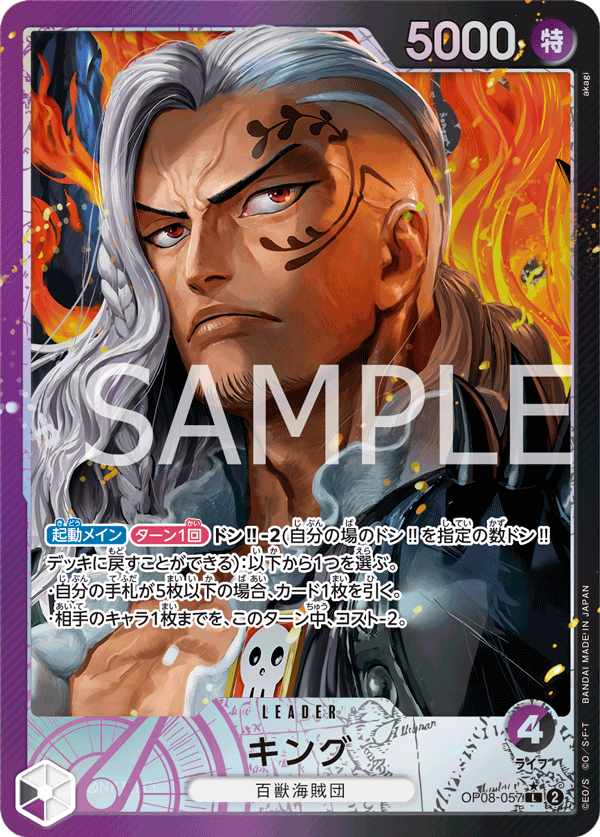 5000 特
akagi
SAMPLE
起動メイン ターン1回 ドン!!-2(自分の場のドン!!を指定の数ドン!!
デッキに戻すことができる):以下から1つを選ぶ。
・自分の手札が5枚以下の場合、カード1枚を引く。
・相手のキャラ1枚までを、このターン中、コスト-2。
LEADER
キング
百獣海賊団
4
ライフ
OP08-057 L 2
©E/S ©O/S・F・T BANDAI MADE IN JAPAN